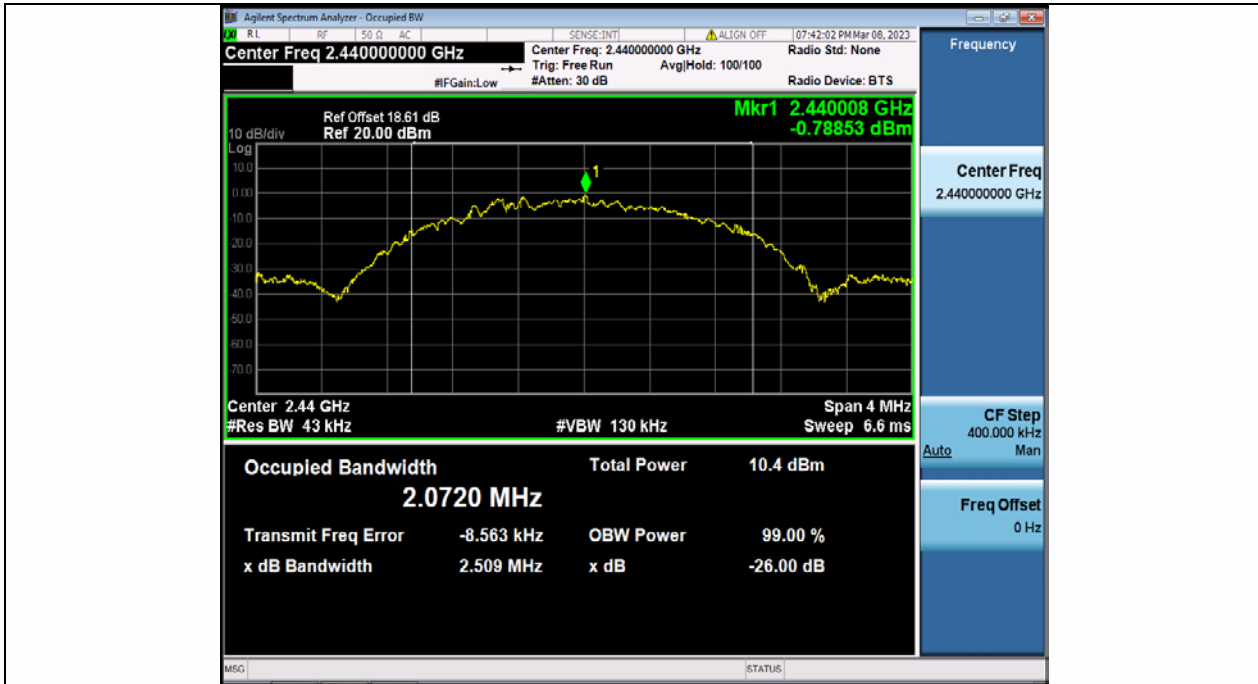 Agilent Spectrum Analyzer - Occupied BW
RL RF 50 Ω AC SENSE:INT ALIGN OFF 07:42:02 PM Mar 08, 2023
Center Freq 2.440000000 GHz
Center Freq: 2.440000000 GHz
Radio Std: None
Trig: Free Run
Avg|Hold: 100/100
#IFGain:Low
#Atten: 30 dB
Radio Device: BTS
Mkr1 2.440008 GHz
-0.78853 dBm
Ref Offset 18.61 dB
10 dB/div Ref 20.00 dBm
Log
10.0
0.00
-10.0
-20.0
-30.0
-40.0
-50.0
-60.0
-70.0
1
Center 2.44 GHz Span 4 MHz
#Res BW 43 kHz #VBW 130 kHz Sweep 6.6 ms
Occupied Bandwidth
2.0720 MHz
Total Power 10.4 dBm
Transmit Freq Error -8.563 kHz OBW Power 99.00 %
x dB Bandwidth 2.509 MHz x dB -26.00 dB
MSG STATUS
Frequency
Center Freq
2.440000000 GHz
CF Step
400.000 kHz
Auto Man
Freq Offset
0 Hz